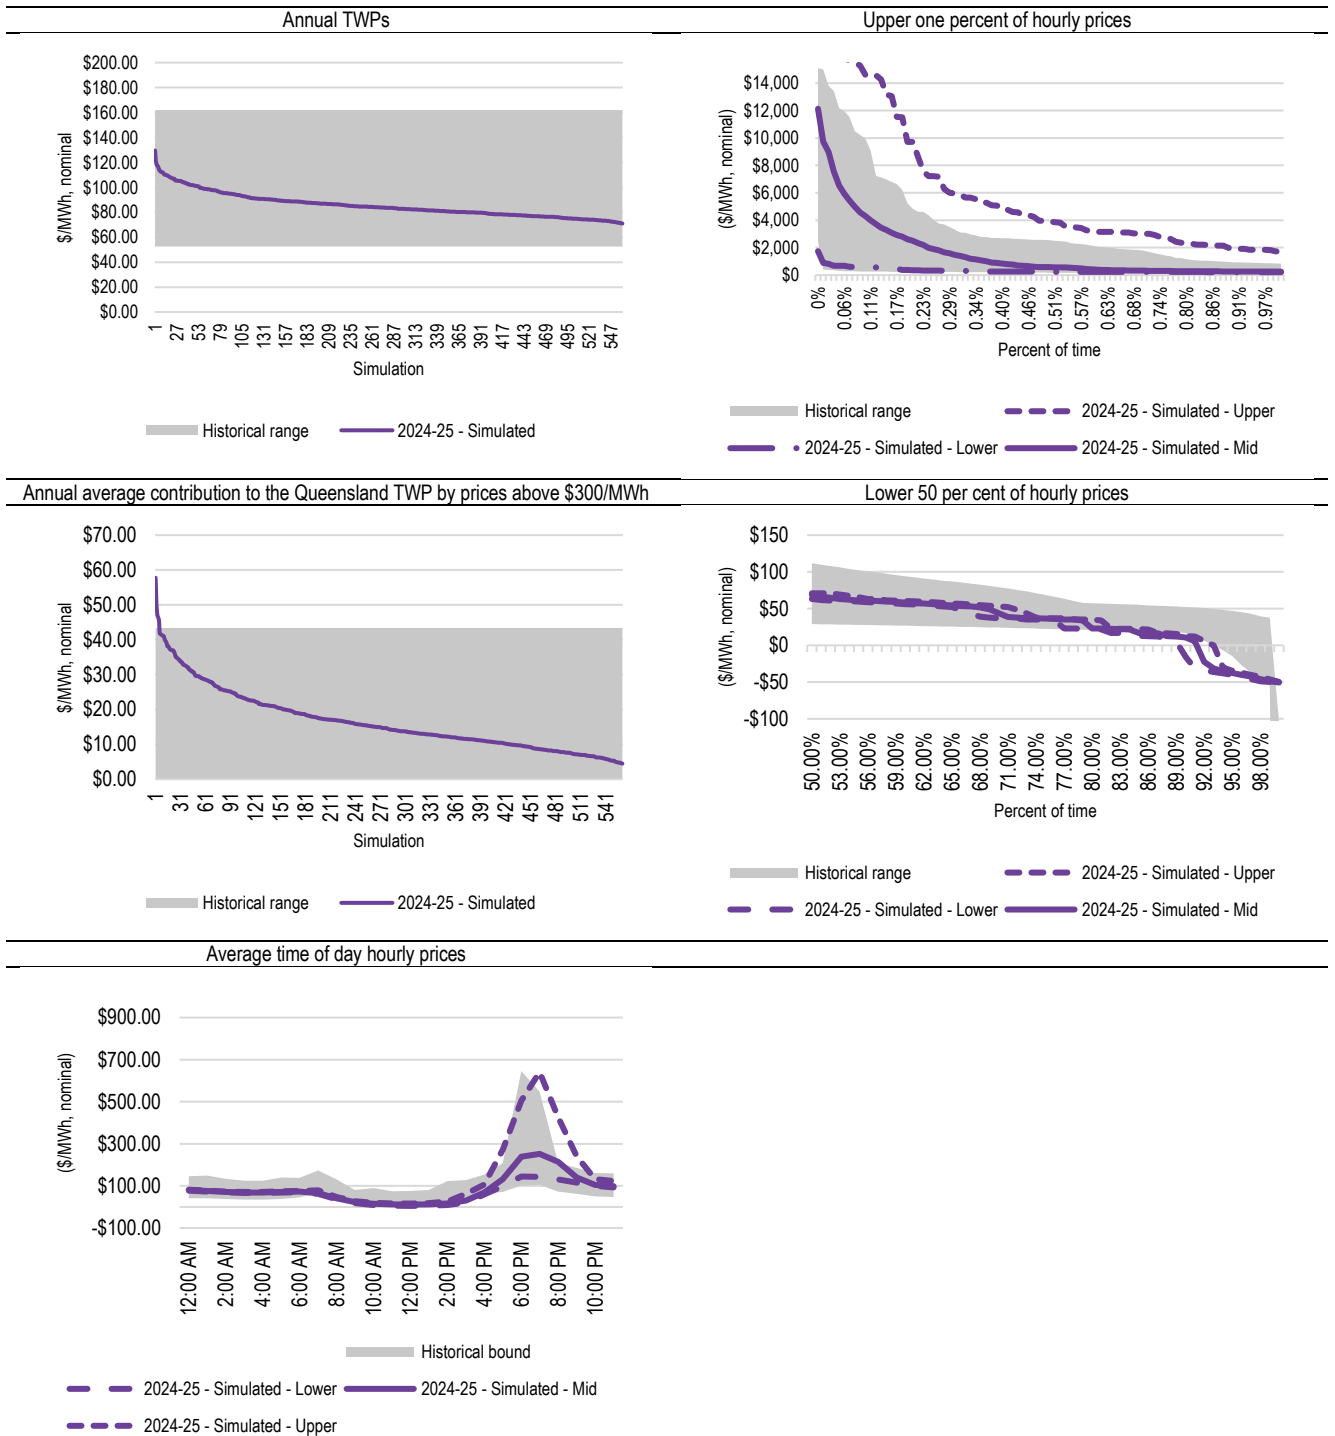 Annual TWPs
$200.00
$180.00
$160.00
$140.00
$120.00
$100.00
$80.00
$60.00
$40.00
$20.00
$0.00
$/MWh, nominal
1 27 53 79 105 131 157 183 209 235 261 287 313 339 365 391 417 443 469 495 521 547
Simulation
Historical range 2024-25 - Simulated
Upper one percent of hourly prices
$14,000
$12,000
$10,000
$8,000
$6,000
$4,000
$2,000
$0
($/MWh, nominal)
0% 0.06% 0.11% 0.17% 0.23% 0.29% 0.34% 0.40% 0.46% 0.51% 0.57% 0.63% 0.68% 0.74% 0.80% 0.86% 0.91% 0.97%
Percent of time
Historical range 2024-25 - Simulated - Upper
2024-25 - Simulated - Lower 2024-25 - Simulated - Mid
Annual average contribution to the Queensland TWP by prices above $300/MWh
$70.00
$60.00
$50.00
$40.00
$30.00
$20.00
$10.00
$0.00
$/MWh, nominal
1 31 61 91 121 151 181 211 241 271 301 331 361 391 421 451 481 511 541
Simulation
Historical range 2024-25 - Simulated
Lower 50 per cent of hourly prices
$150
$100
$50
$0
-$50
-$100
($/MWh, nominal)
50.00% 53.00% 56.00% 59.00% 62.00% 65.00% 68.00% 71.00% 74.00% 77.00% 80.00% 83.00% 86.00% 89.00% 92.00% 95.00% 98.00%
Percent of time
Historical range 2024-25 - Simulated - Upper
2024-25 - Simulated - Lower 2024-25 - Simulated - Mid
Average time of day hourly prices
$900.00
$700.00
$500.00
$300.00
$100.00
-$100.00
($/MWh, nominal)
12:00 AM 2:00 AM 4:00 AM 6:00 AM 8:00 AM 10:00 AM 12:00 PM 2:00 PM 4:00 PM 6:00 PM 8:00 PM 10:00 PM
Historical bound
2024-25 - Simulated - Lower 2024-25 - Simulated - Mid
2024-25 - Simulated - Upper